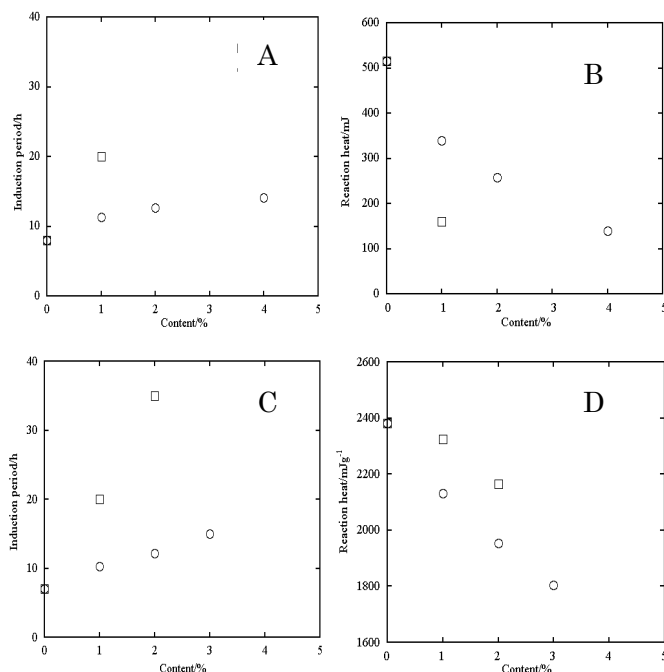 40
30
20
10
0
Induction period/h
A
0 1 2 3 4 5
Content/%
600
500
400
300
200
100
0
Reaction heat/mJ
B
0 1 2 3 4 5
Content/%
40
30
20
10
0
Induction period/h
C
0 1 2 3 4 5
Content/%
2600
2400
2200
2000
1800
1600
Reaction heat/mJg⁻¹
D
0 1 2 3 4 5
Content/%